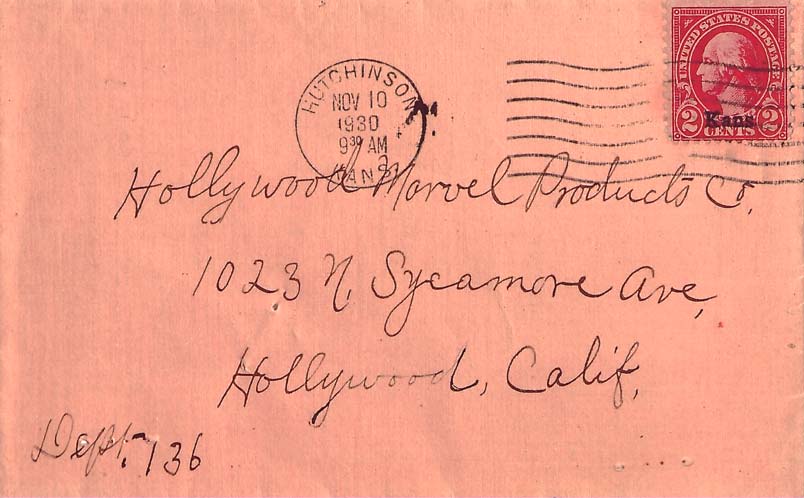 HUTCHINSON
NOV 10
1930
9 30 AM
KANS.
UNITED STATES POSTAGE
Kans.
2 CENTS 2
Hollywood Marvel Products Co.
1023 N. Sycamore Ave,
Hollywood, Calif.
Dept. 136